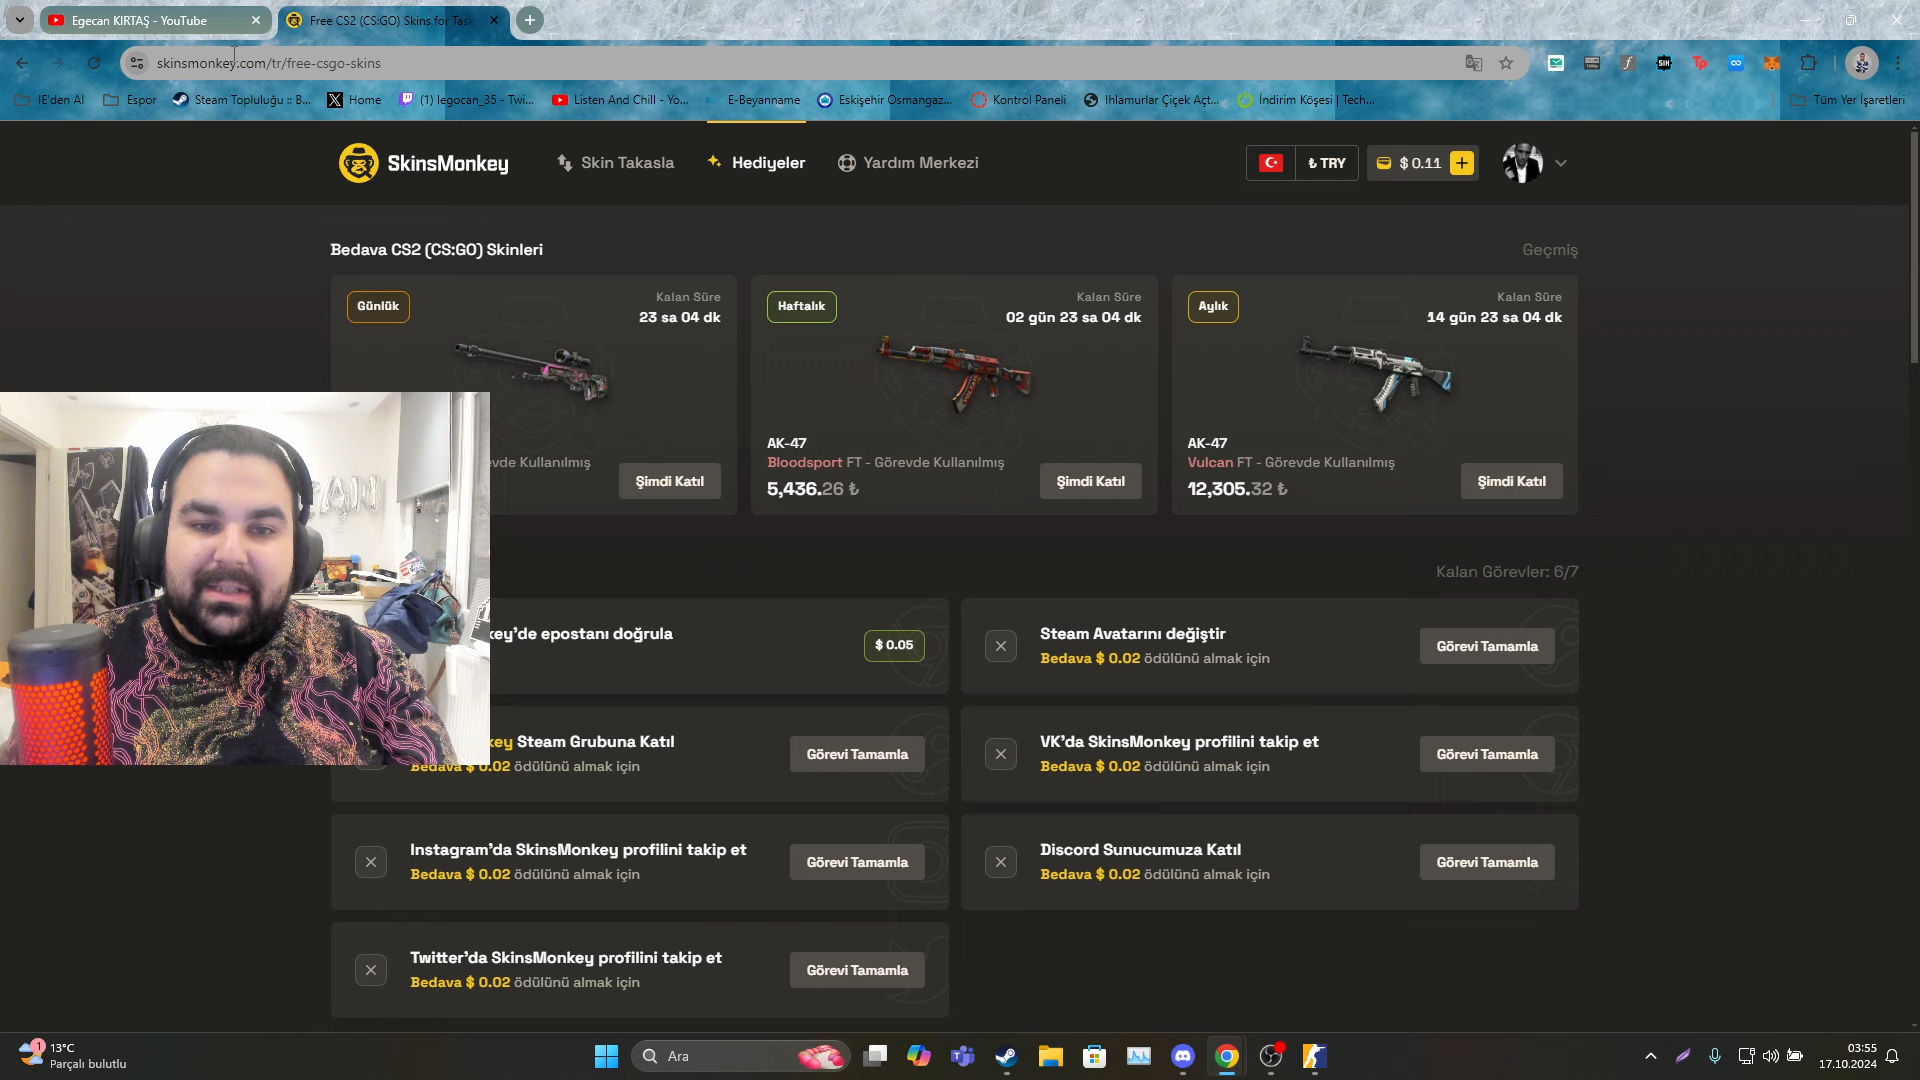 Egecan KIRTAŞ - YouTube
Free CS2 (CS:GO) Skins for Task
skinsmonkey.com/tr/free-csgo-skins
IE'den Al
Espor
Steam Topluluğu :: B...
Home
(1) legocan_35 - Twi...
Listen And Chill - Yo...
E-Beyanname
Eskişehir Osmangaz...
Kontrol Paneli
Ihlamurlar Çiçek Açt...
İndirim Köşesi | Tech...
Tüm Yer İşaretleri
SkinsMonkey
Skin Takasla
Hediyeler
Yardım Merkezi
₺ TRY
$ 0.11
Bedava CS2 (CS:GO) Skinleri
Geçmiş
Günlük
Kalan Süre
23 sa 04 dk
evde Kullanılmış
Şimdi Katıl
Haftalık
Kalan Süre
02 gün 23 sa 04 dk
AK-47
Bloodsport FT - Görevde Kullanılmış
5,436.26 ₺
Şimdi Katıl
Aylık
Kalan Süre
14 gün 23 sa 04 dk
AK-47
Vulcan FT - Görevde Kullanılmış
12,305.32 ₺
Şimdi Katıl
Kalan Görevler: 6/7
key'de epostanı doğrula
$ 0.05
Steam Avatarını değiştir
Bedava $ 0.02 ödülünü almak için
Görevi Tamamla
key Steam Grubuna Katıl
Bedava $ 0.02 ödülünü almak için
Görevi Tamamla
VK'da SkinsMonkey profilini takip et
Bedava $ 0.02 ödülünü almak için
Görevi Tamamla
Instagram'da SkinsMonkey profilini takip et
Bedava $ 0.02 ödülünü almak için
Görevi Tamamla
Discord Sunucumuza Katıl
Bedava $ 0.02 ödülünü almak için
Görevi Tamamla
Twitter'da SkinsMonkey profilini takip et
Bedava $ 0.02 ödülünü almak için
Görevi Tamamla
1
13°C
Parçalı bulutlu
Ara
03:55
17.10.2024